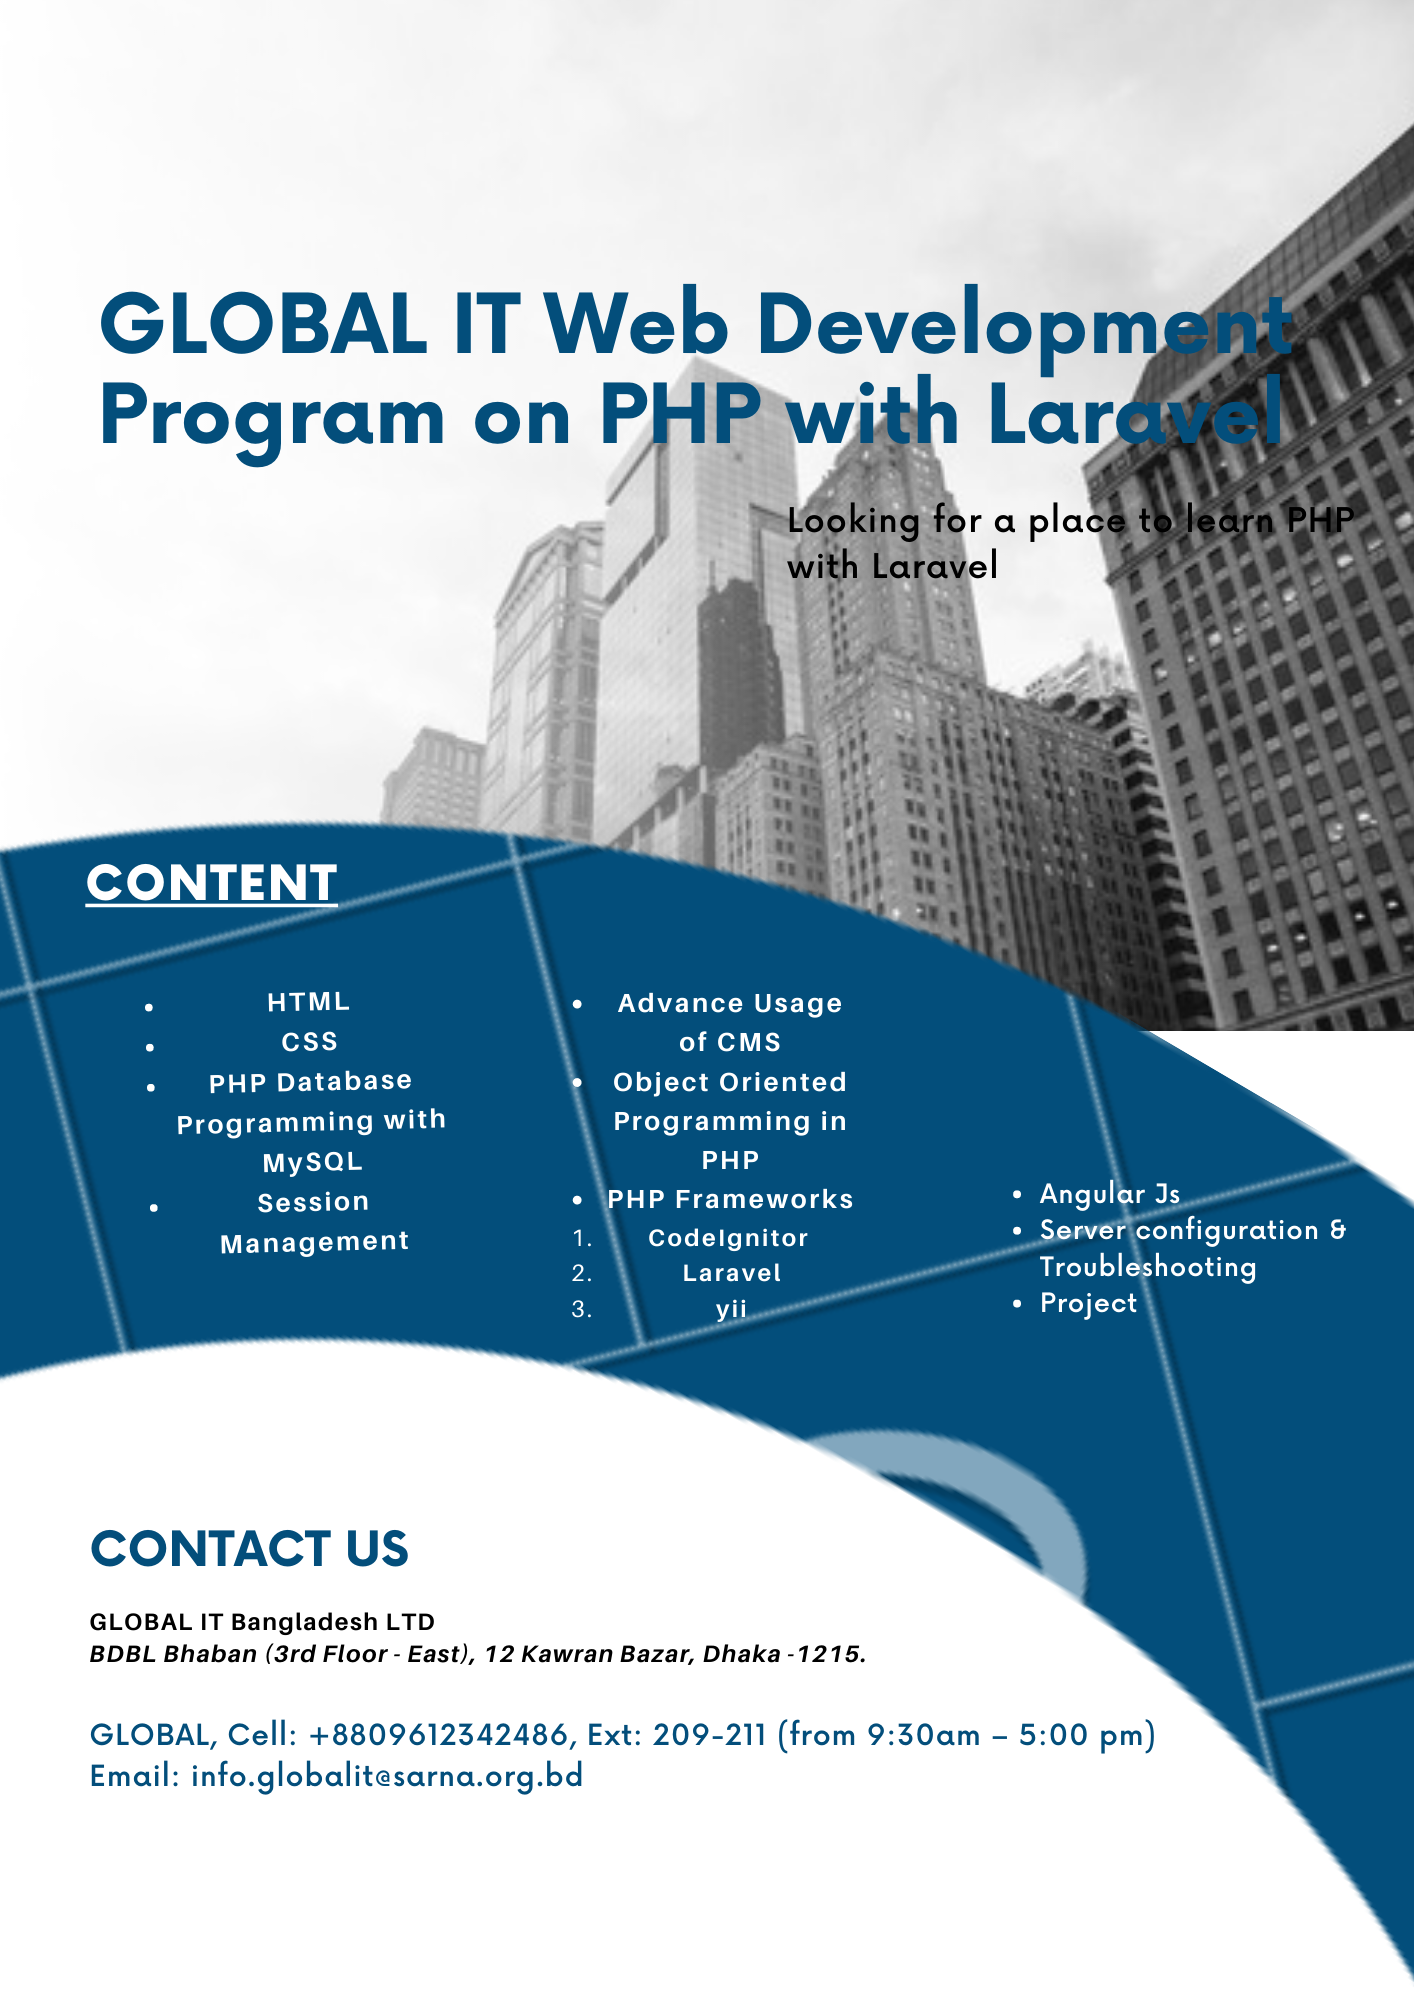 GLOBAL IT Web Development
Program on PHP with Laravel
Looking for a place to learn PHP
with Laravel
CONTENT
• HTML
• CSS
• PHP Database
Programming with
MySQL
• Session
Management
• Advance Usage
of CMS
• Object Oriented
Programming in
PHP
• PHP Frameworks
1. CodeIgnitor
2. Laravel
3. yii
• Angular Js
• Server configuration &
Troubleshooting
• Project
CONTACT US
GLOBAL IT Bangladesh LTD
BDBL Bhaban (3rd Floor - East), 12 Kawran Bazar, Dhaka -1215.
GLOBAL, Cell: +8809612342486, Ext: 209-211 (from 9:30am – 5:00 pm)
Email: info.globalit@sarna.org.bd